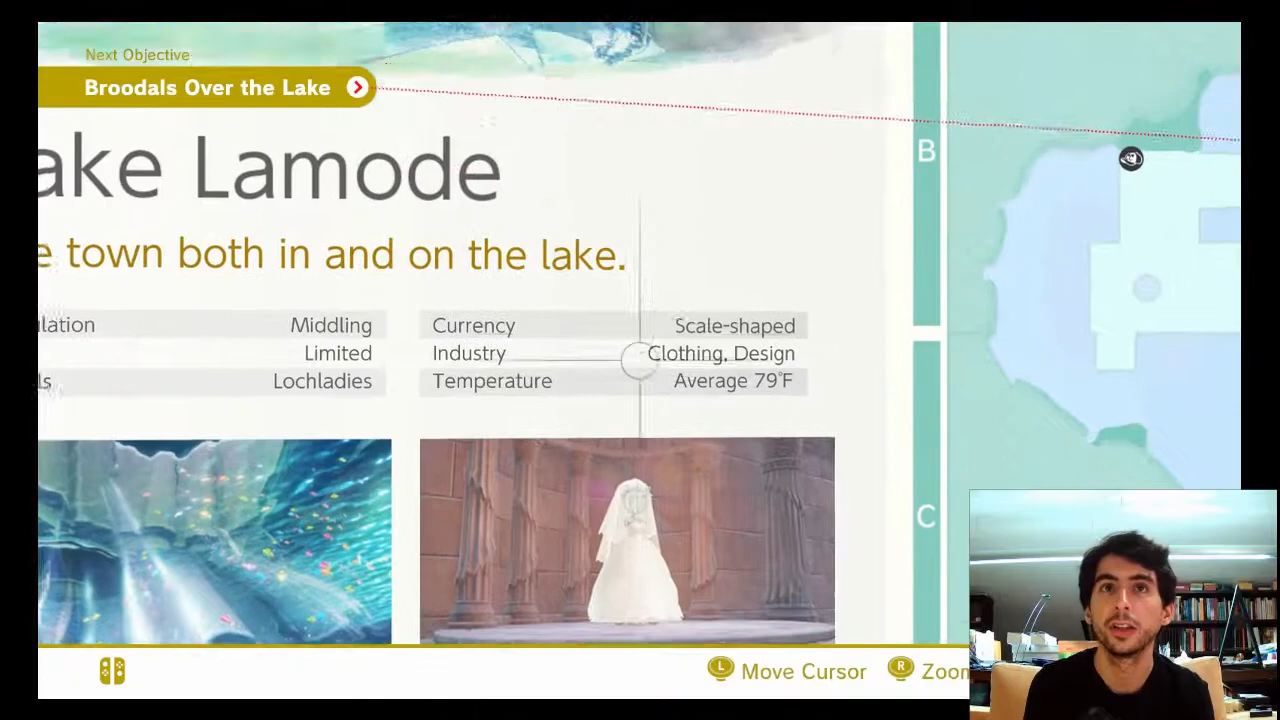 Next Objective
Broodals Over the Lake
ake Lamode
e town both in and on the lake.
ulation Middling
Limited
ls Lochladies
Currency Scale-shaped
Industry Clothing, Design
Temperature Average 79°F
B
C
L Move Cursor R Zoom